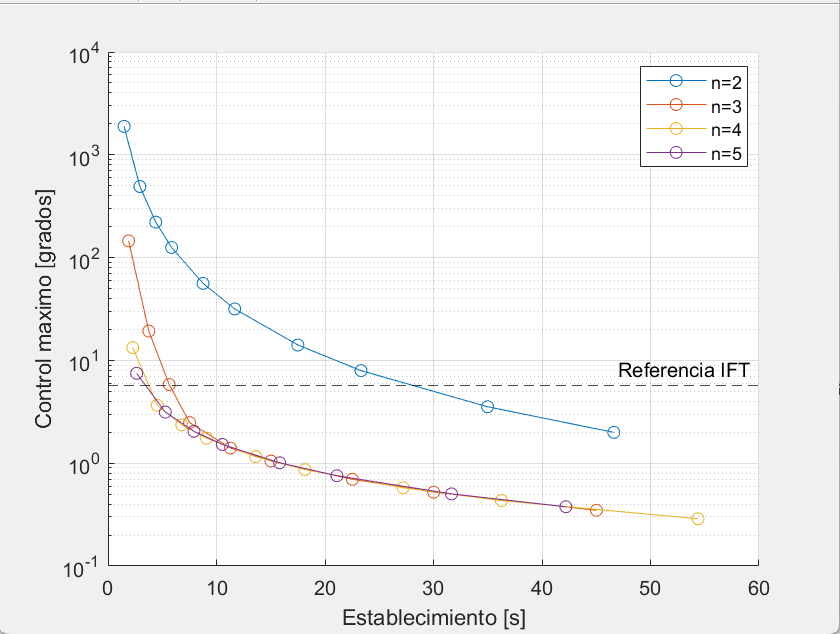 10^4
10^3
10^2
10^1
10^0
10^-1
Control maximo [grados]
n=2
n=3
n=4
n=5
Referencia IFT
0 10 20 30 40 50 60
Establecimiento [s]